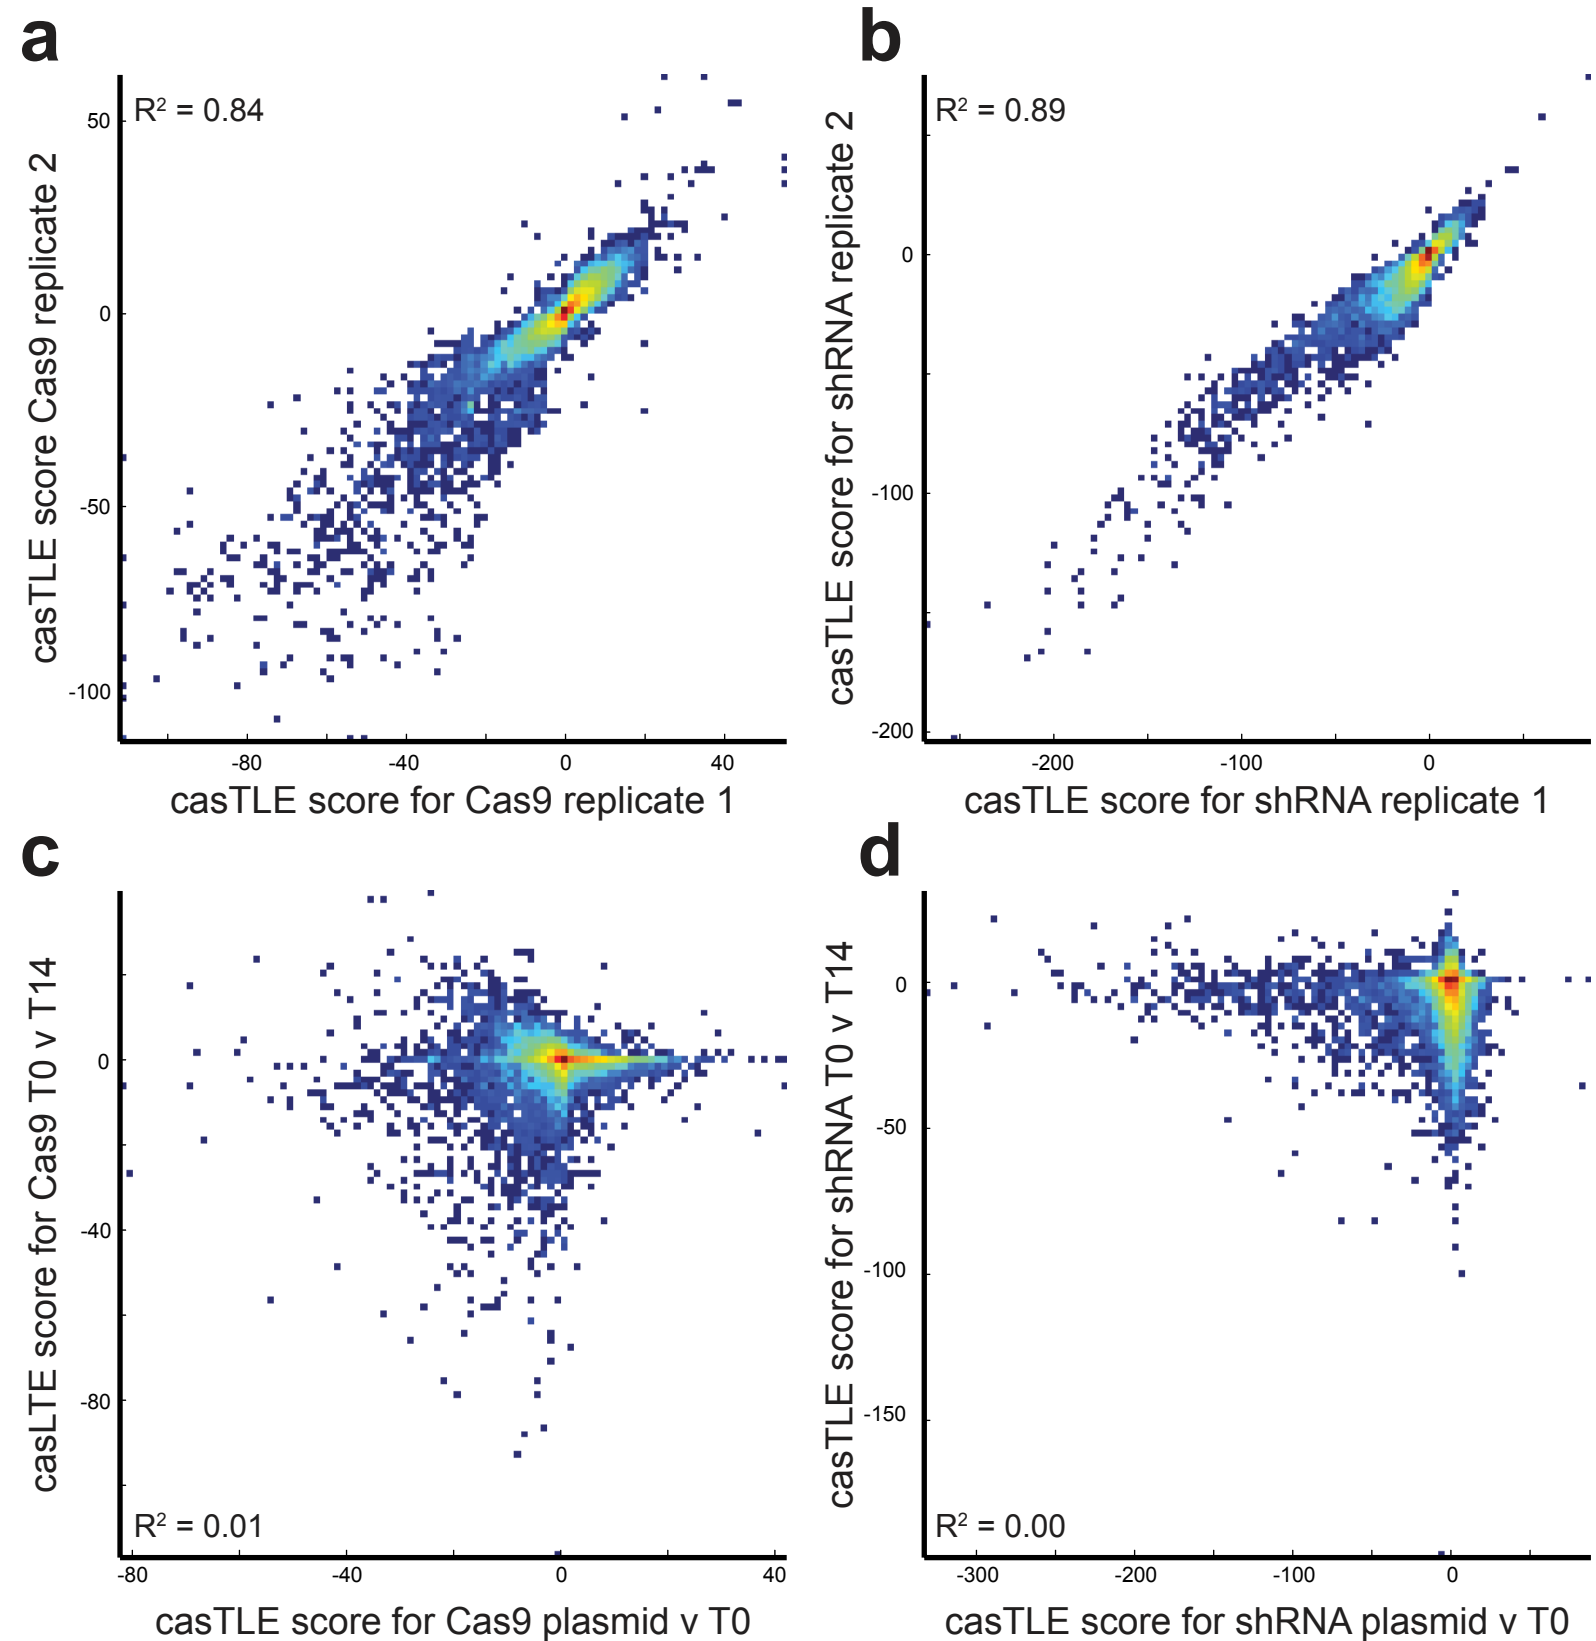 a
R² = 0.84
50
0
-50
-100
casTLE score Cas9 replicate 2
-80
-40
0
40
casTLE score for Cas9 replicate 1
b
R² = 0.89
0
-100
-200
casTLE score for shRNA replicate 2
-200
-100
0
casTLE score for shRNA replicate 1
c
0
-40
-80
casLTE score for Cas9 T0 v T14
R² = 0.01
-80
-40
0
40
casTLE score for Cas9 plasmid v T0
d
0
-50
-100
-150
casTLE score for shRNA T0 v T14
R² = 0.00
-300
-200
-100
0
casTLE score for shRNA plasmid v T0